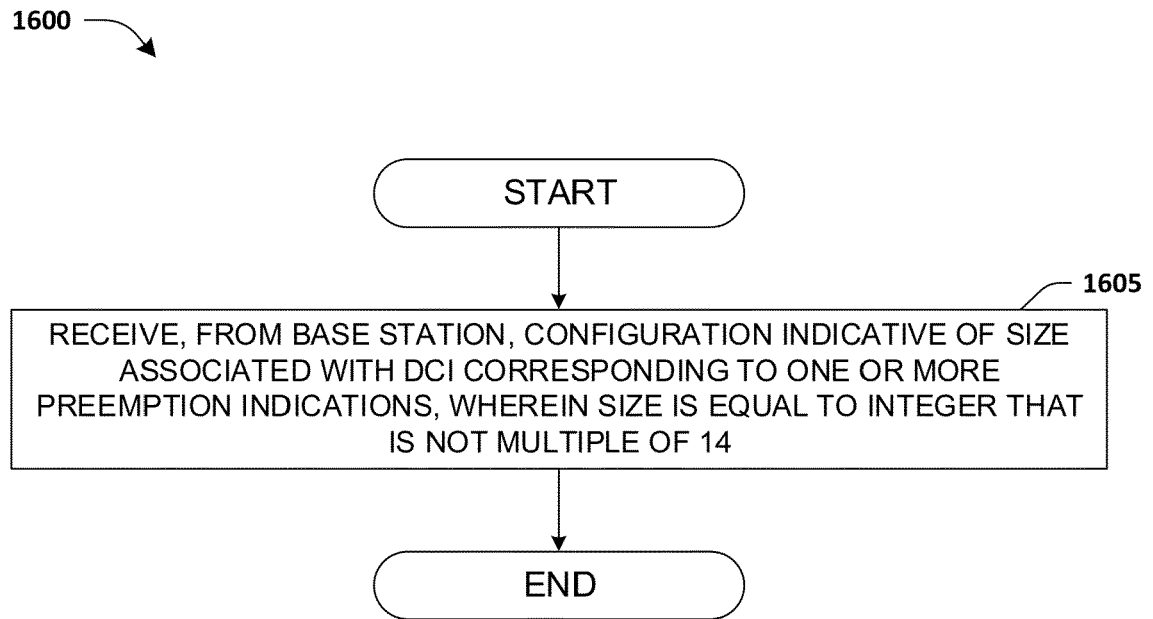 1600
START
1605
RECEIVE, FROM BASE STATION, CONFIGURATION INDICATIVE OF SIZE
ASSOCIATED WITH DCI CORRESPONDING TO ONE OR MORE
PREEMPTION INDICATIONS, WHEREIN SIZE IS EQUAL TO INTEGER THAT
IS NOT MULTIPLE OF 14
END